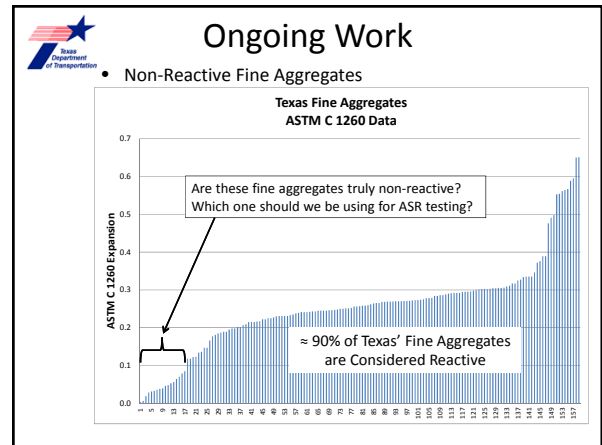 Texas
Department
of Transportation
Ongoing Work
• Non-Reactive Fine Aggregates
Texas Fine Aggregates
ASTM C 1260 Data
ASTM C 1260 Expansion
0.7
0.6
0.5
0.4
0.3
0.2
0.1
0.0
Are these fine aggregates truly non-reactive?
Which one should we be using for ASR testing?
≈ 90% of Texas’ Fine Aggregates
are Considered Reactive
1 5 9 13 17 21 25 29 33 37 41 45 49 53 57 61 65 69 73 77 81 85 89 93 97 101 105 109 113 117 121 125 129 133 137 141 145 149 153 157